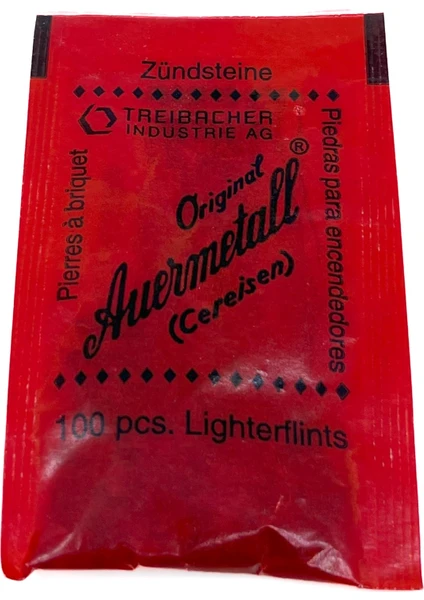 Zündsteine
TREIBACHER
INDUSTRIE AG
Pierres à briquet
Piedras para encendedores
Original
Auermetall®
(Cereisen)
100 pcs. Lighterflints